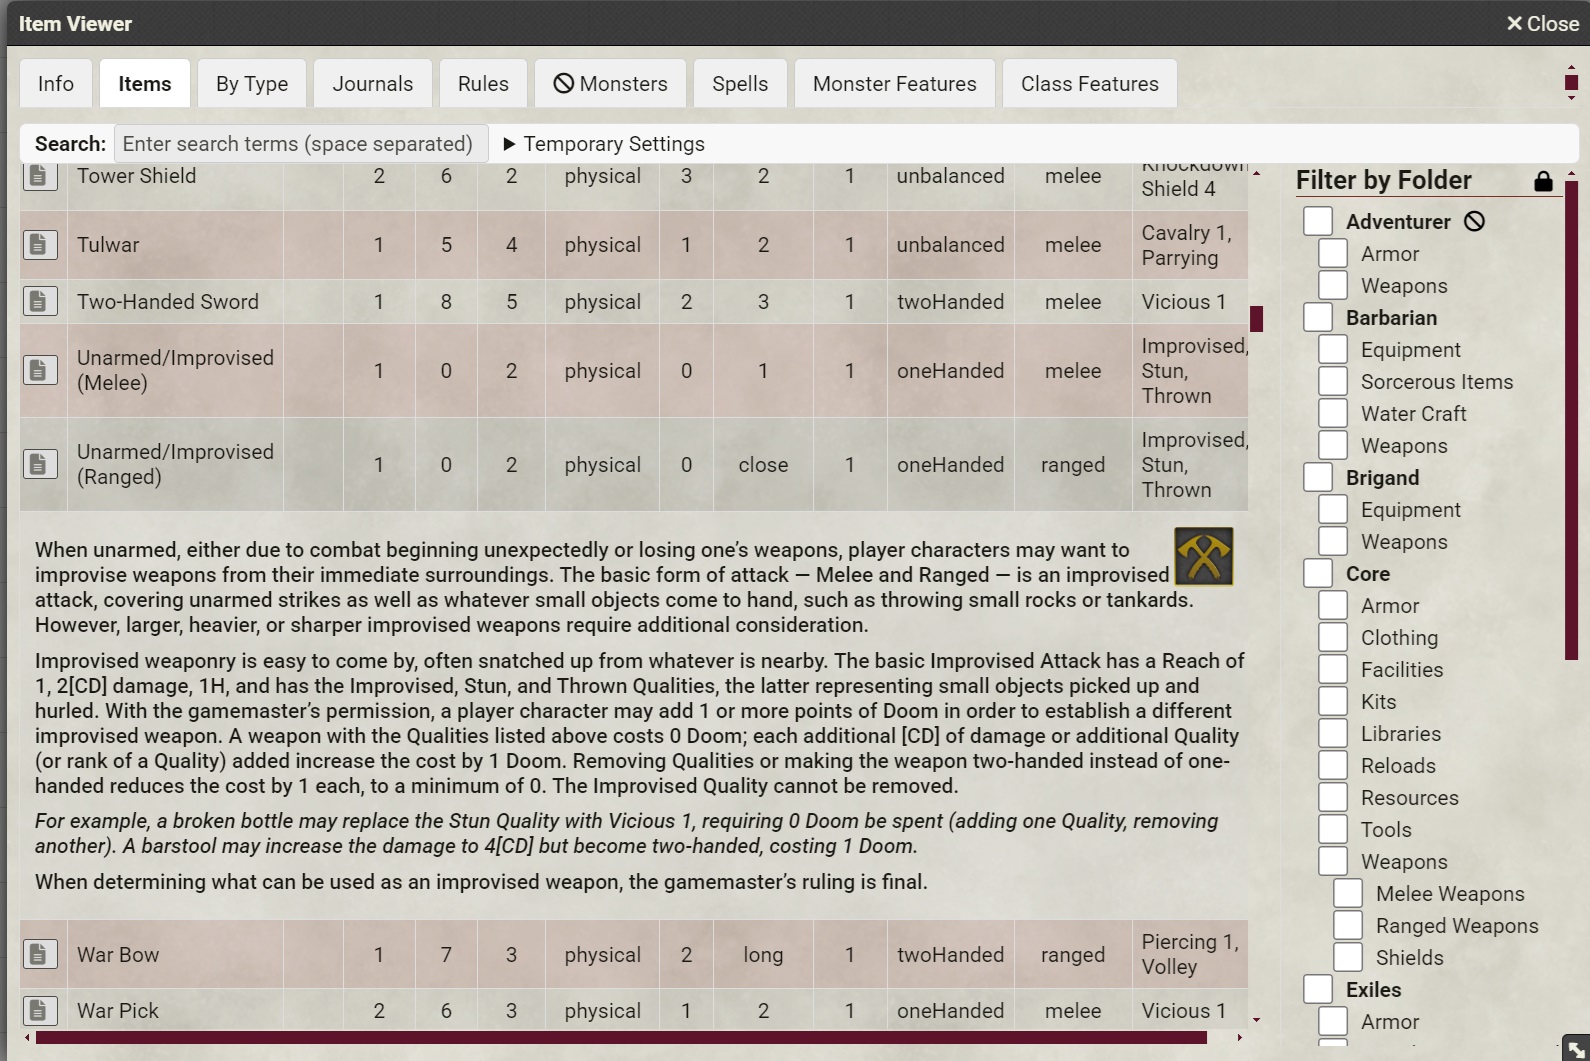 Item Viewer
Close
Info
Items
By Type
Journals
Rules
Monsters
Spells
Monster Features
Class Features
Search: Enter search terms (space separated)
Temporary Settings
Tower Shield 2 6 2 physical 3 2 1 unbalanced melee Knockdown Shield 4
Tulwar 1 5 4 physical 1 2 1 unbalanced melee Cavalry 1, Parrying
Two-Handed Sword 1 8 5 physical 2 3 1 twoHanded melee Vicious 1
Unarmed/Improvised (Melee) 1 0 2 physical 0 1 1 oneHanded melee Improvised, Stun, Thrown
Unarmed/Improvised (Ranged) 1 0 2 physical 0 close 1 oneHanded ranged Improvised, Stun, Thrown
When unarmed, either due to combat beginning unexpectedly or losing one’s weapons, player characters may want to
improvise weapons from their immediate surroundings. The basic form of attack — Melee and Ranged — is an improvised
attack, covering unarmed strikes as well as whatever small objects come to hand, such as throwing small rocks or tankards.
However, larger, heavier, or sharper improvised weapons require additional consideration.
Improvised weaponry is easy to come by, often snatched up from whatever is nearby. The basic Improvised Attack has a Reach of
1, 2[CD] damage, 1H, and has the Improvised, Stun, and Thrown Qualities, the latter representing small objects picked up and
hurled. With the gamemaster’s permission, a player character may add 1 or more points of Doom in order to establish a different
improvised weapon. A weapon with the Qualities listed above costs 0 Doom; each additional [CD] of damage or additional Quality
(or rank of a Quality) added increase the cost by 1 Doom. Removing Qualities or making the weapon two-handed instead of one-
handed reduces the cost by 1 each, to a minimum of 0. The Improvised Quality cannot be removed.
For example, a broken bottle may replace the Stun Quality with Vicious 1, requiring 0 Doom be spent (adding one Quality, removing
another). A barstool may increase the damage to 4[CD] but become two-handed, costing 1 Doom.
When determining what can be used as an improvised weapon, the gamemaster’s ruling is final.
War Bow 1 7 3 physical 2 long 1 twoHanded ranged Piercing 1, Volley
War Pick 2 6 3 physical 1 2 1 oneHanded melee Vicious 1
Filter by Folder
Adventurer
Armor
Weapons
Barbarian
Equipment
Sorcerous Items
Water Craft
Weapons
Brigand
Equipment
Weapons
Core
Armor
Clothing
Facilities
Kits
Libraries
Reloads
Resources
Tools
Weapons
Melee Weapons
Ranged Weapons
Shields
Exiles
Armor